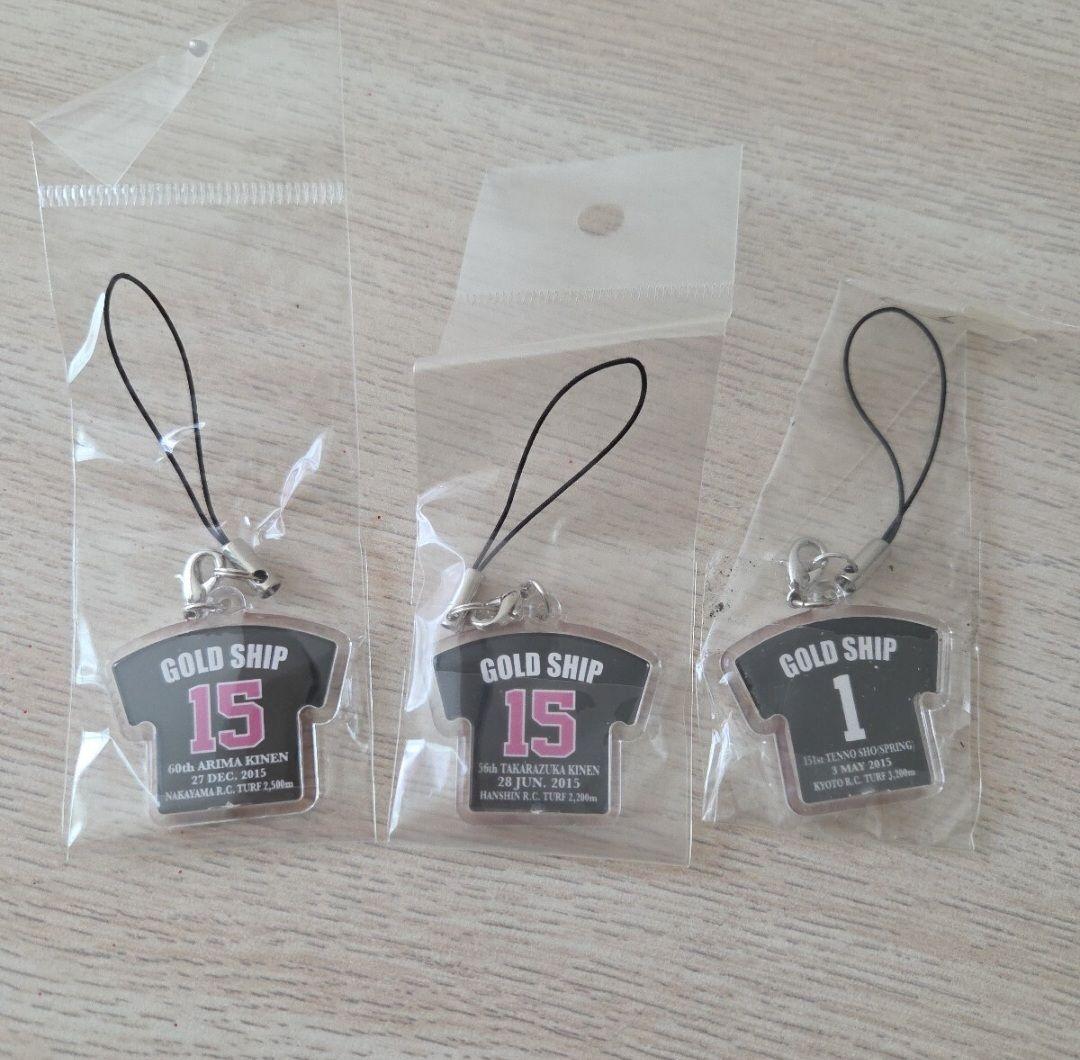 GOLD SHIP
15
60th ARIMA KINEN
27 DEC. 2015
NAKAYAMA R.C. TURF 2,500m
GOLD SHIP
15
56th TAKARAZUKA KINEN
28 JUN. 2015
HANSHIN R.C. TURF 2,200m
GOLD SHIP
1
151st TENNO SHO(SPRING)
3 MAY 2015
KYOTO R.C. TURF 3,200m